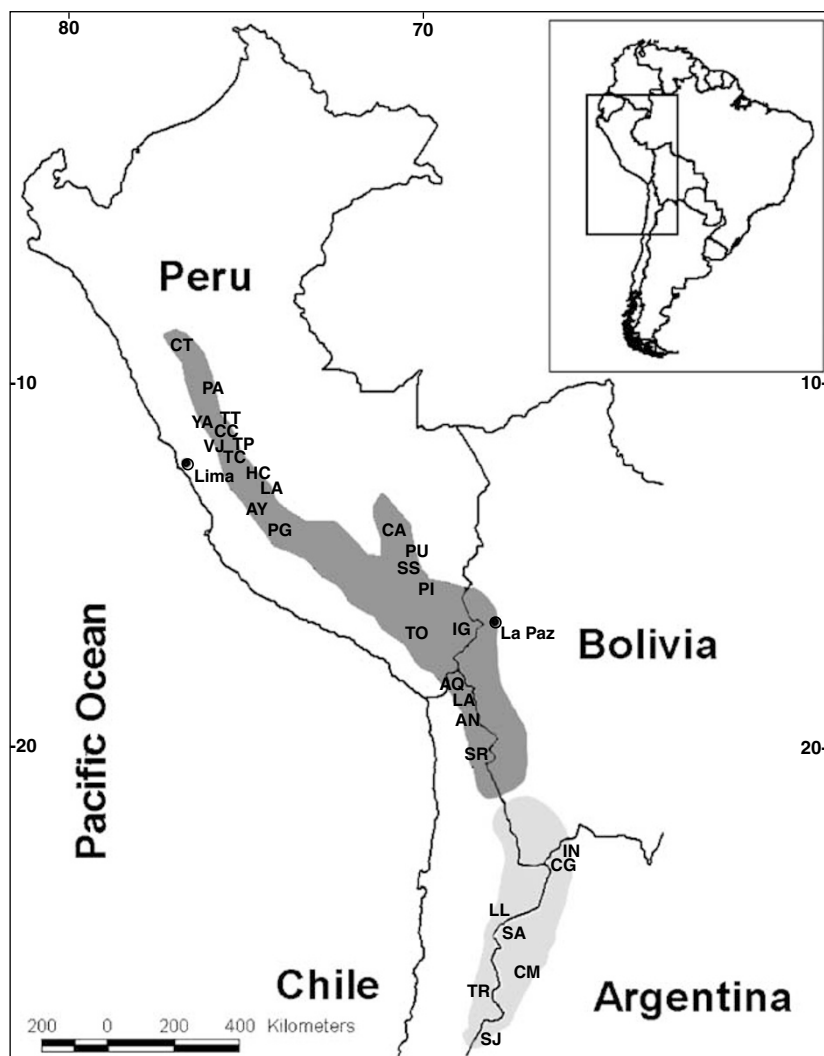 80
70
Peru
CT
10
10
PA
YA
TT
CC
VJ
TP
TC
Lima
HC
LA
AY
PG
CA
PU
SS
PI
TO
IG
La Paz
Bolivia
Pacific Ocean
AQ
LA
AN
20
20
SR
IN
CG
LL
SA
CM
Chile
TR
Argentina
SJ
200 0 200 400 Kilometers